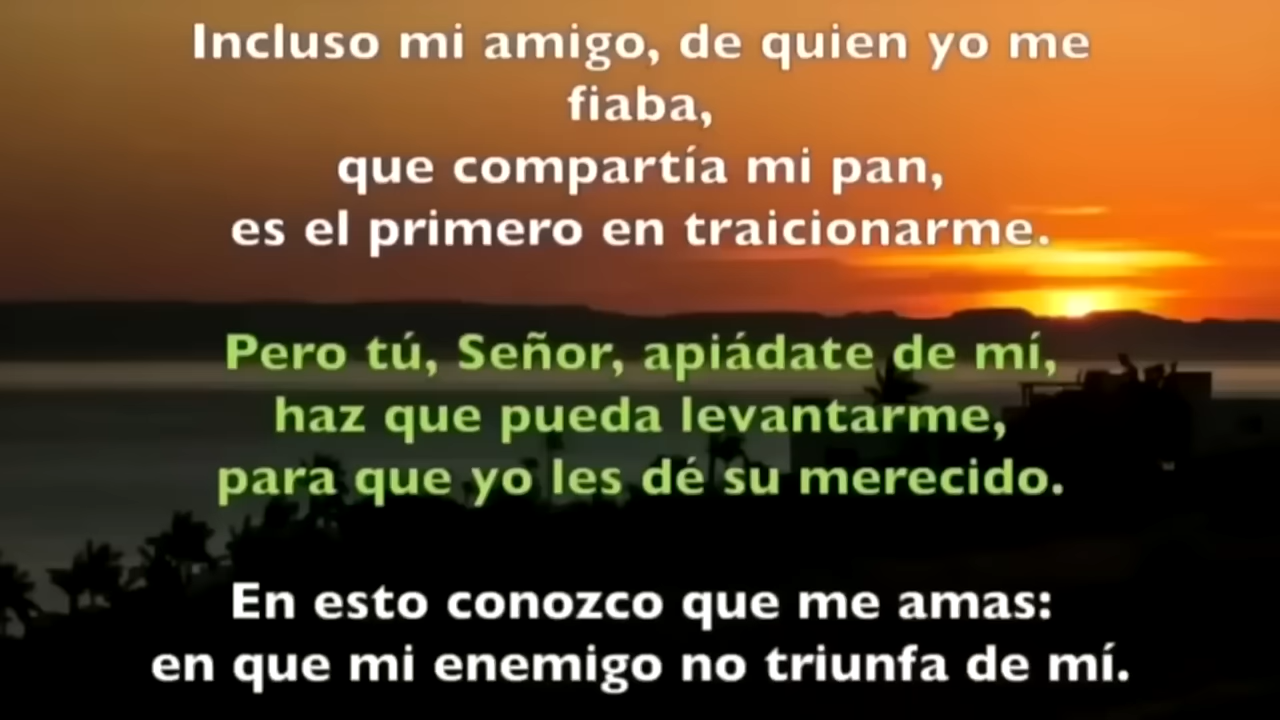 Incluso mi amigo, de quien yo me
fiaba,
que compartía mi pan,
es el primero en traicionarme.
Pero tú, Señor, apiádate de mí,
haz que pueda levantarme,
para que yo les dé su merecido.
En esto conozco que me amas:
en que mi enemigo no triunfa de mí.